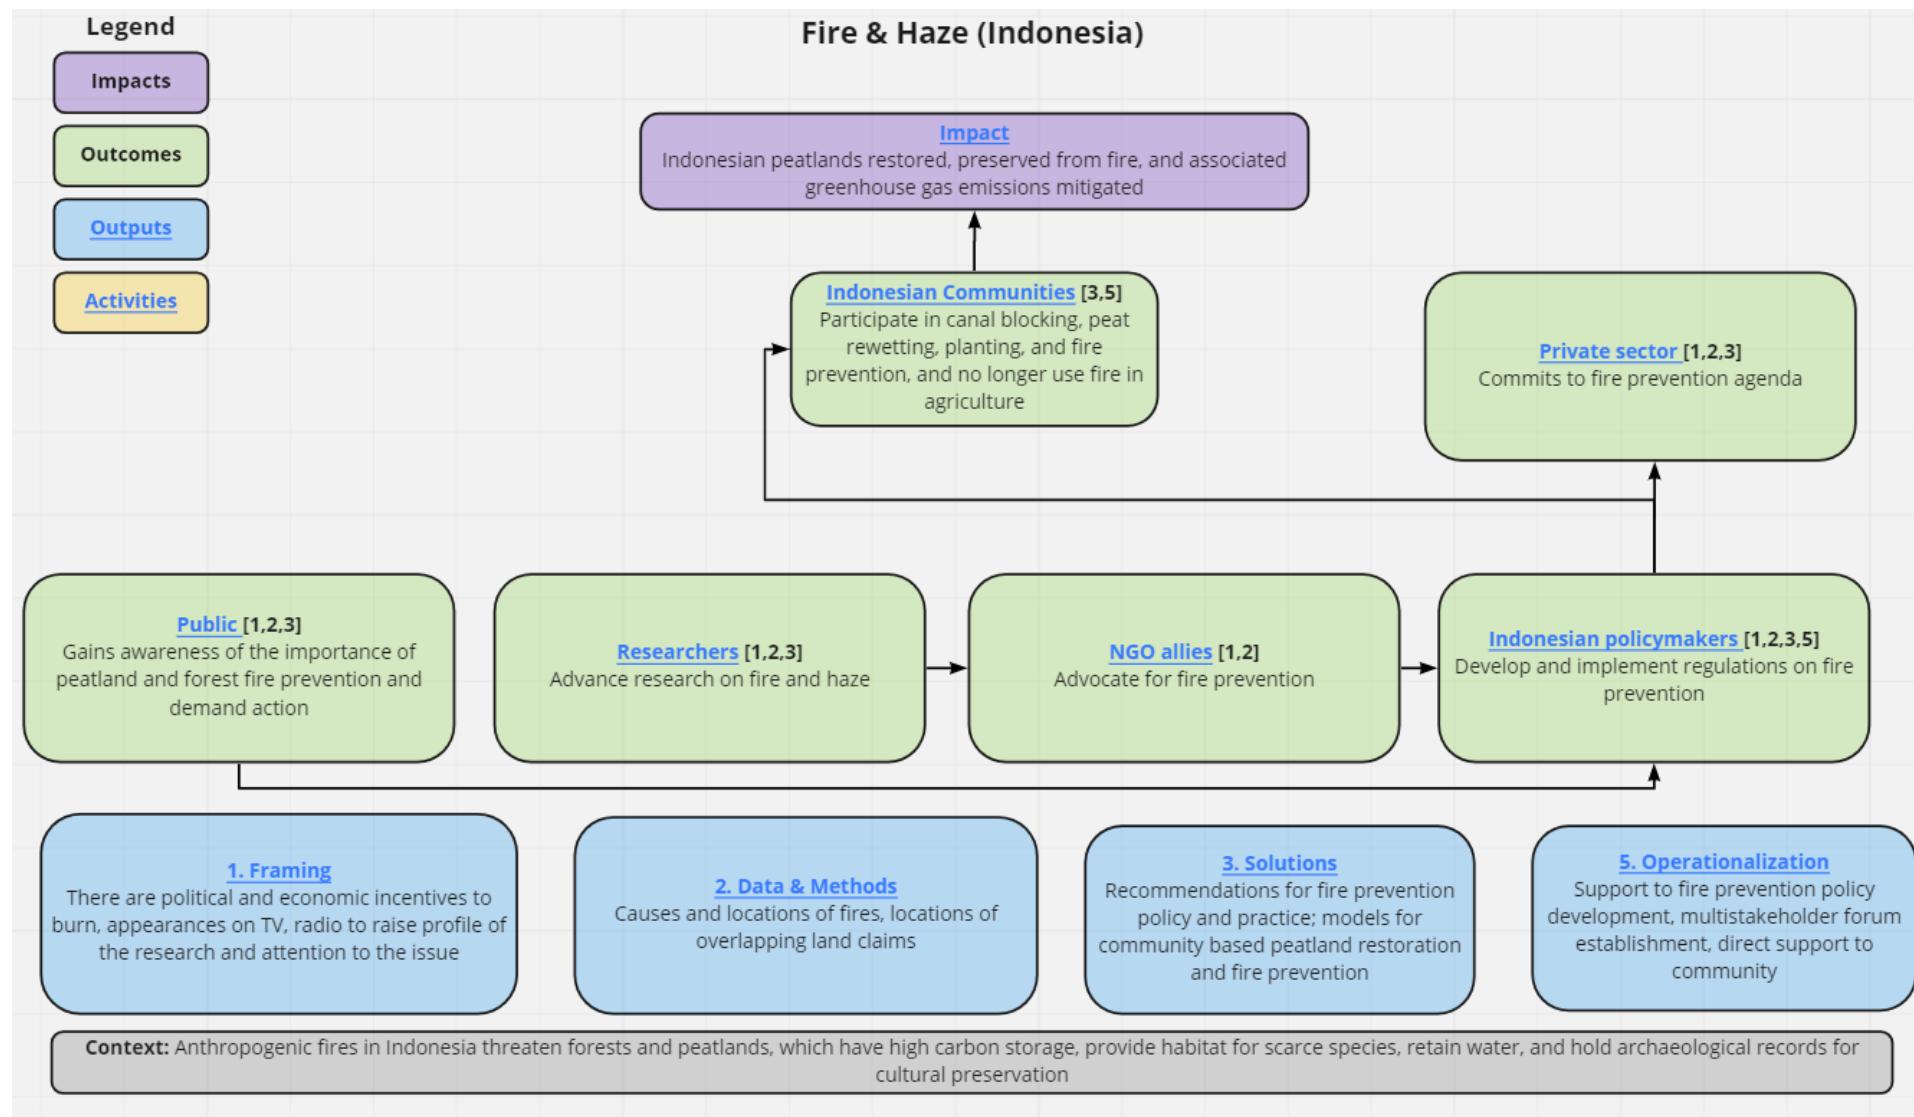 Legend
Impacts
Outcomes
Outputs
Activities
Fire & Haze (Indonesia)
Impact
Indonesian peatlands restored, preserved from fire, and associated
greenhouse gas emissions mitigated
Indonesian Communities [3,5]
Participate in canal blocking, peat
rewetting, planting, and fire
prevention, and no longer use fire in
agriculture
Private sector [1,2,3]
Commits to fire prevention agenda
Public [1,2,3]
Gains awareness of the importance of
peatland and forest fire prevention and
demand action
Researchers [1,2,3]
Advance research on fire and haze
NGO allies [1,2]
Advocate for fire prevention
Indonesian policymakers [1,2,3,5]
Develop and implement regulations on fire
prevention
1. Framing
There are political and economic incentives to
burn, appearances on TV, radio to raise profile of
the research and attention to the issue
2. Data & Methods
Causes and locations of fires, locations of
overlapping land claims
3. Solutions
Recommendations for fire prevention
policy and practice; models for
community based peatland restoration
and fire prevention
5. Operationalization
Support to fire prevention policy
development, multistakeholder forum
establishment, direct support to
community
Context: Anthropogenic fires in Indonesia threaten forests and peatlands, which have high carbon storage, provide habitat for scarce species, retain water, and hold archaeological records for
cultural preservation